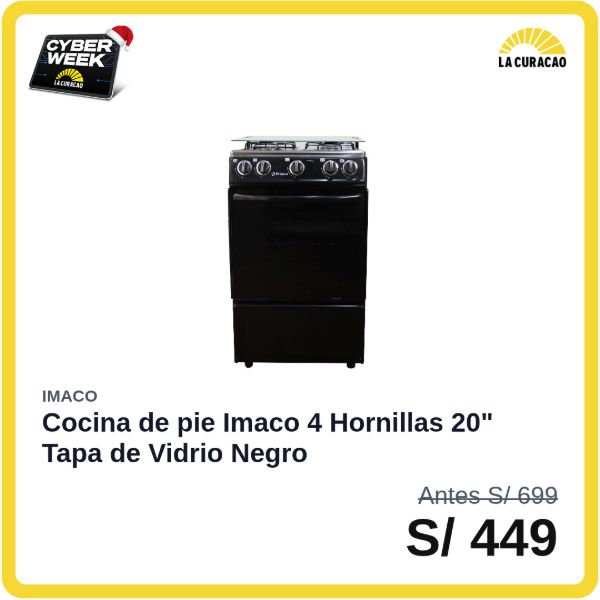 CYBER
WEEK
LA CURACAO
LA CURACAO
Imaco
IMACO
Cocina de pie Imaco 4 Hornillas 20"
Tapa de Vidrio Negro
Antes S/ 699
S/ 449